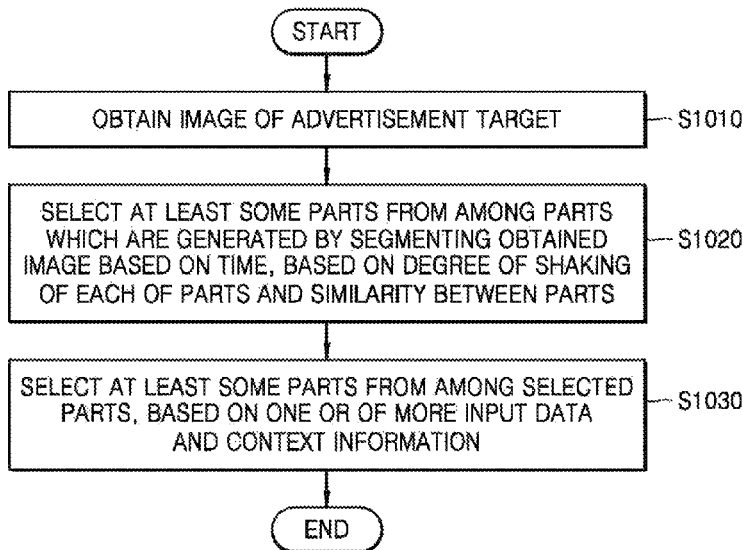 START
OBTAIN IMAGE OF ADVERTISEMENT TARGET
S1010
SELECT AT LEAST SOME PARTS FROM AMONG PARTS
WHICH ARE GENERATED BY SEGMENTING OBTAINED
IMAGE BASED ON TIME, BASED ON DEGREE OF SHAKING
OF EACH OF PARTS AND SIMILARITY BETWEEN PARTS
S1020
SELECT AT LEAST SOME PARTS FROM AMONG SELECTED
PARTS, BASED ON ONE OR OF MORE INPUT DATA
AND CONTEXT INFORMATION
S1030
END